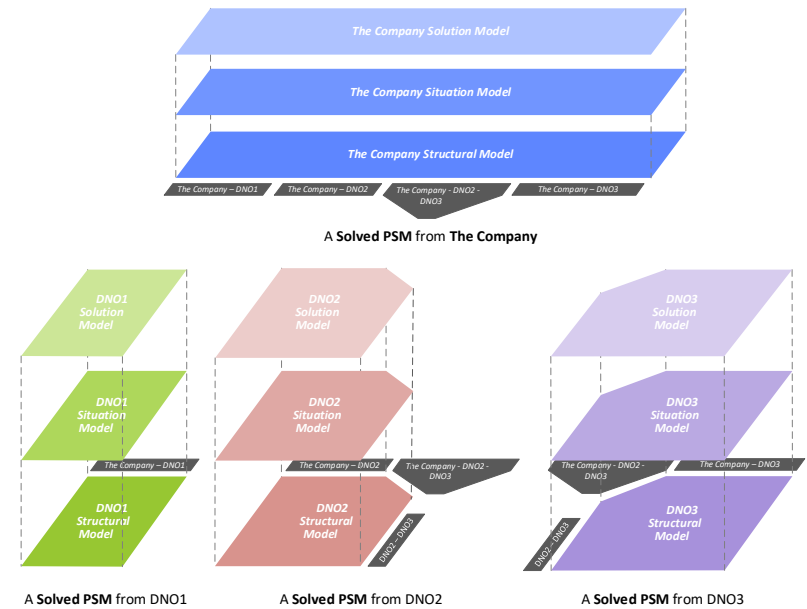 The Company Solution Model
The Company Situation Model
The Company Structural Model
The Company – DNO1
The Company – DNO2
The Company - DNO2 -
DNO3
The Company – DNO3
A Solved PSM from The Company
DNO1
Solution
Model
DNO1
Situation
Model
The Company – DNO1
DNO1
Structural
Model
A Solved PSM from DNO1
DNO2
Solution
Model
DNO2
Situation
Model
The Company – DNO2
The Company - DNO2 -
DNO3
DNO2
Structural
Model
DNO2 – DNO3
A Solved PSM from DNO2
DNO3
Solution
Model
DNO3
Situation
Model
The Company - DNO2 -
DNO3
The Company – DNO3
DNO3
Structural
Model
DNO2 – DNO3
A Solved PSM from DNO3